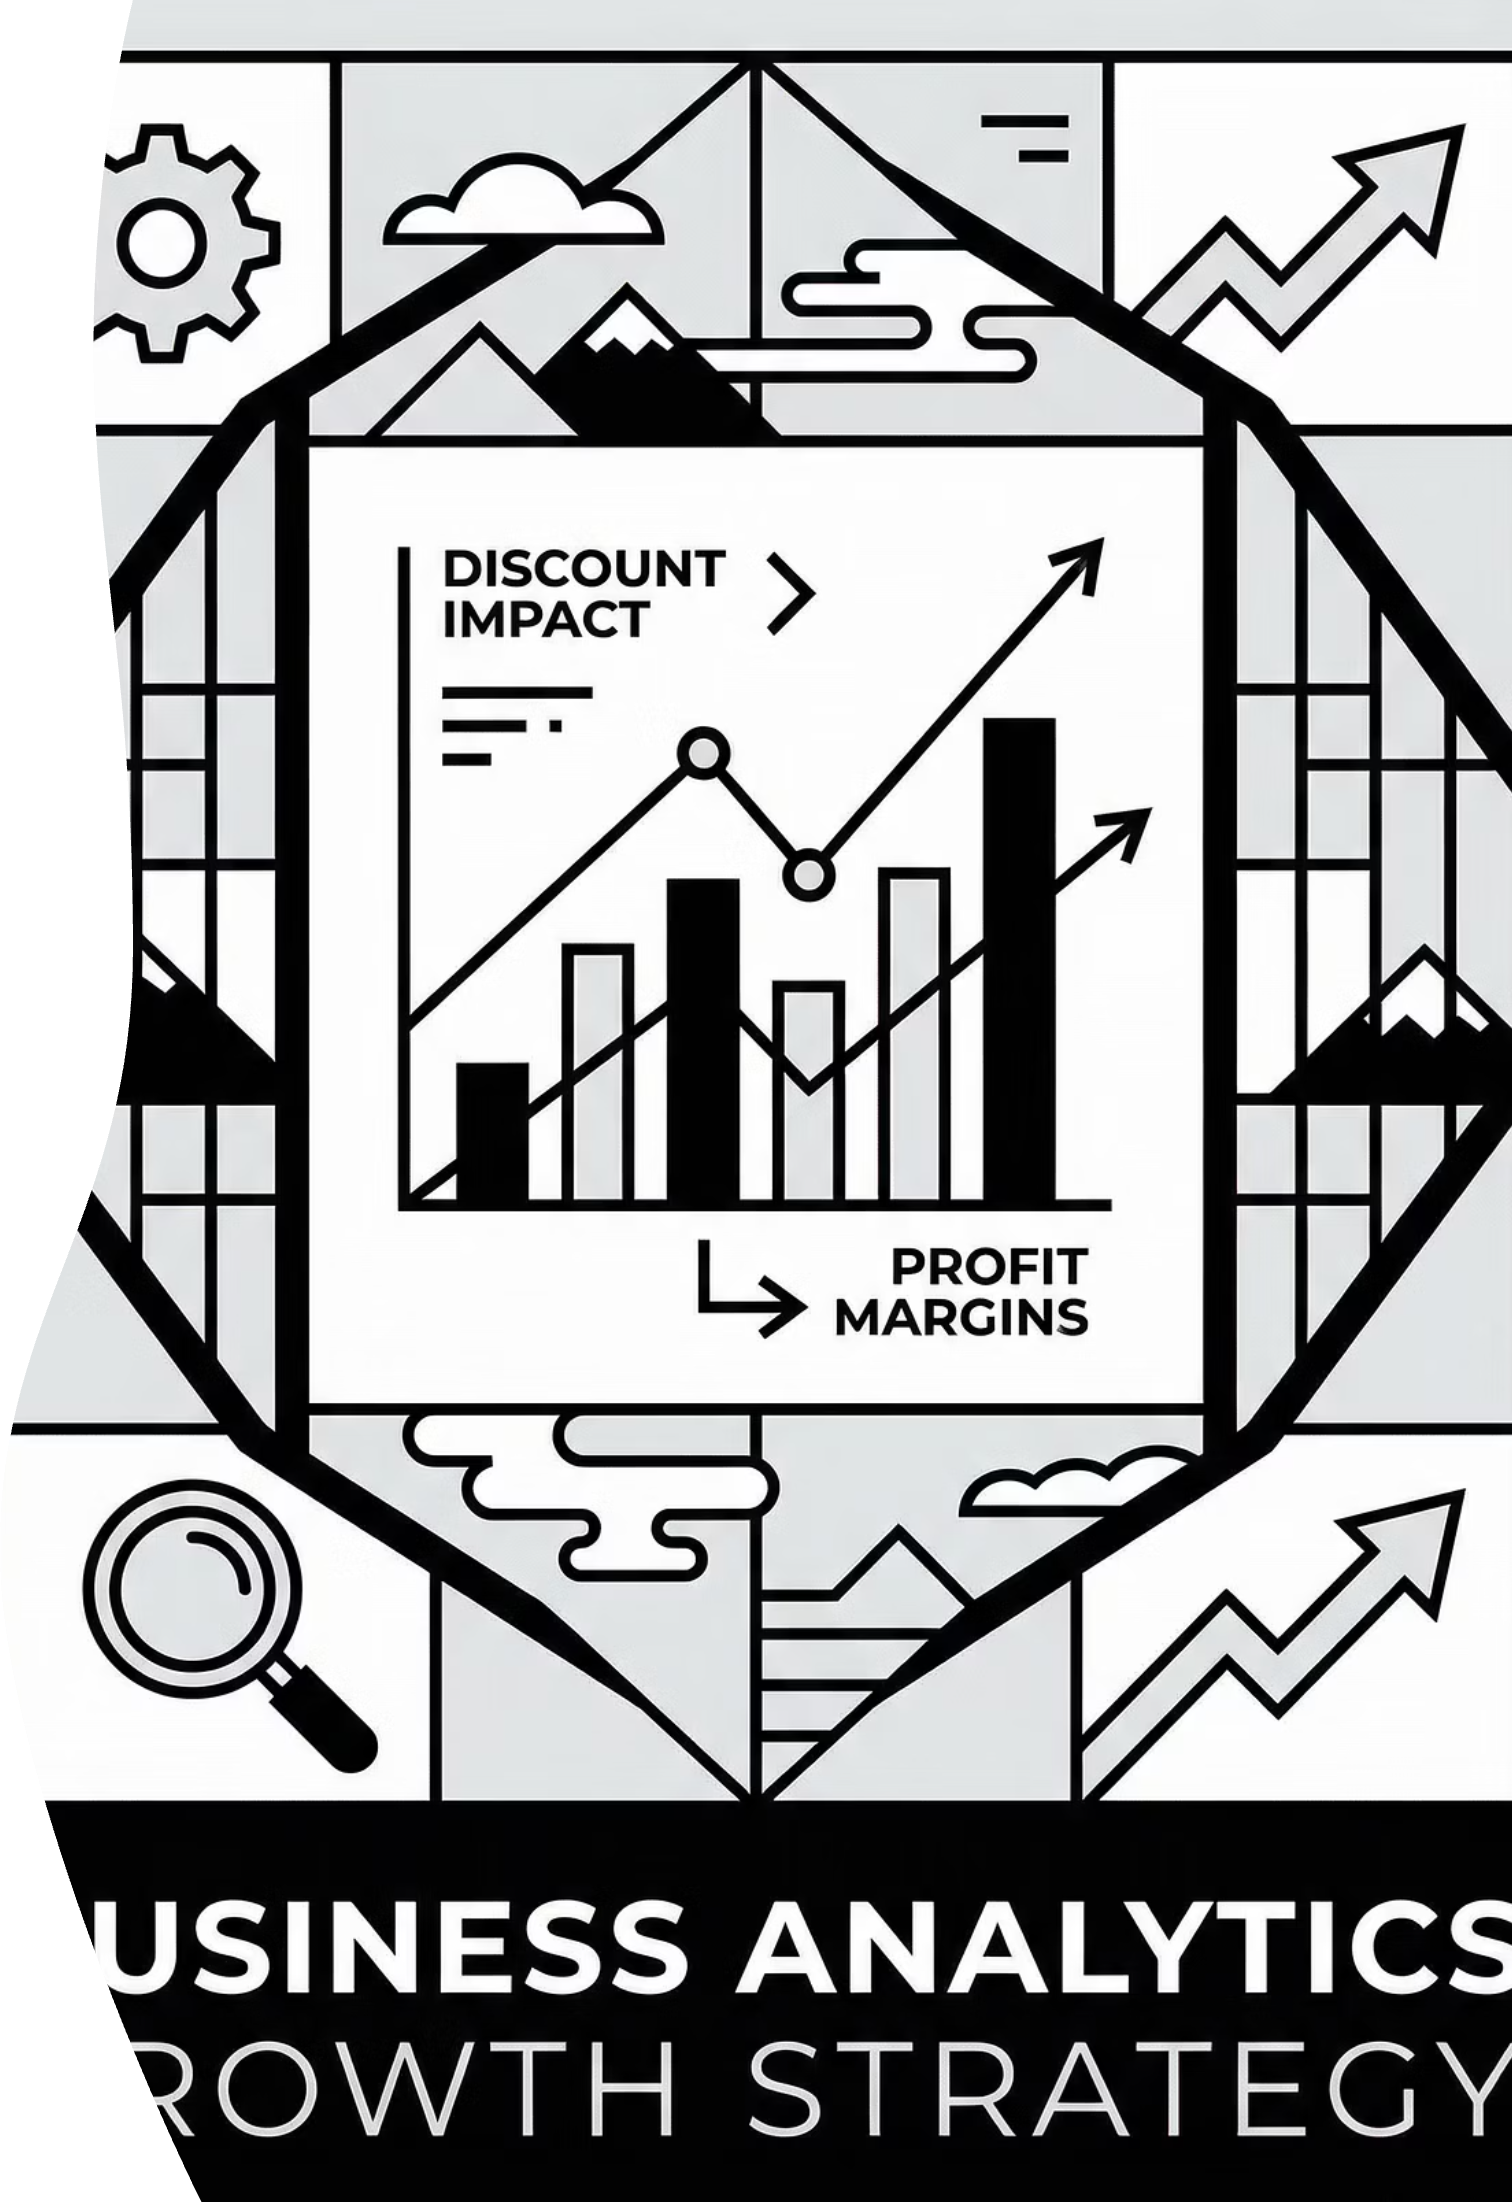 DISCOUNT
IMPACT
PROFIT
MARGINS
USINESS ANALYTICS
ROWTH STRATEGY